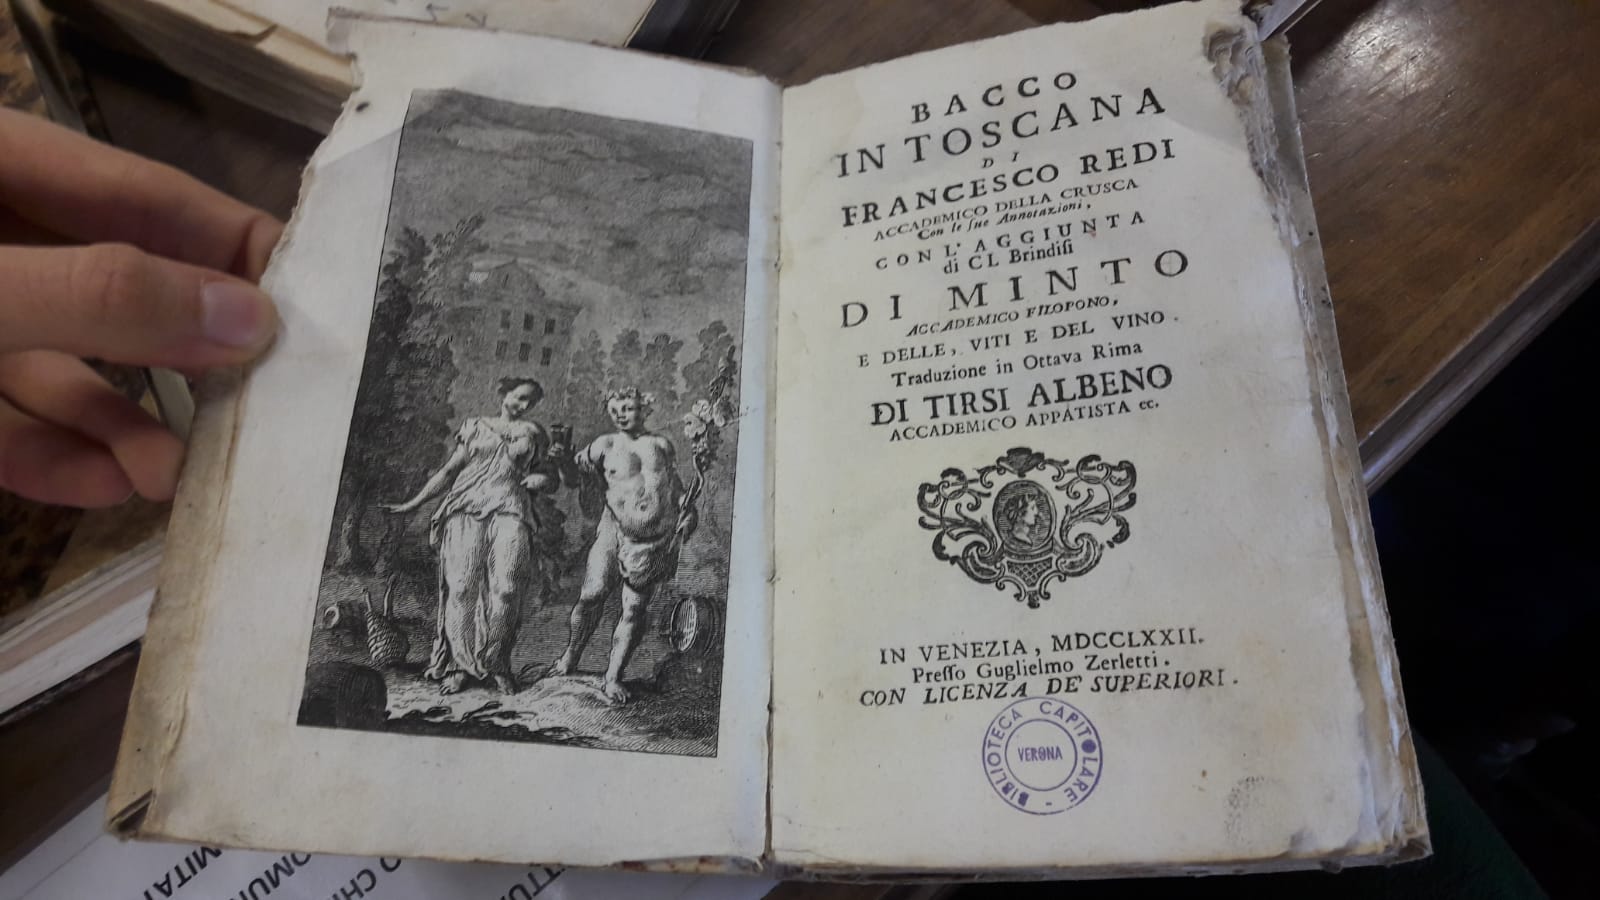 BACCO
IN TOSCANA
DI
FRANCESCO REDI
ACCADEMICO DELLA CRUSCA
Con le ſue Annotazioni,
CON L'AGGIUNTA
di CL Brindiſi
DI MINTO
ACCADEMICO FILOPONO,
E DELLE, VITI E DEL VINO.
Traduzione in Ottava Rima
DI TIRSI ALBENO
ACCADEMICO APPATISTA ec.
IN VENEZIA, MDCCLXXII.
Preſſo Guglielmo Zerletti.
CON LICENZA DE' SUPERIORI.
BIBLIOTECA CAPITOLARE
VERONA